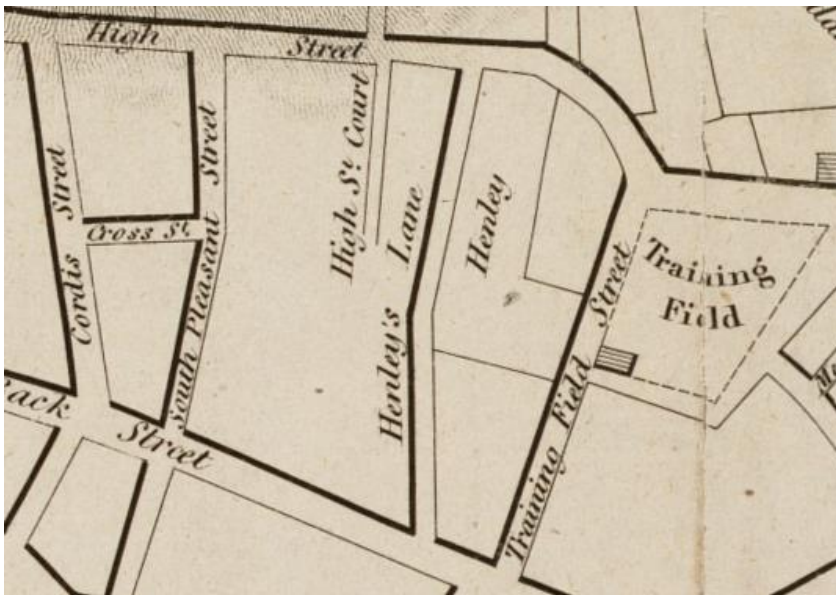 High Street
Cordis Street
Cross St.
South Pleasant Street
High St. Court
Henley's Lane
Henley
Training Field Street
Training
Field
Street